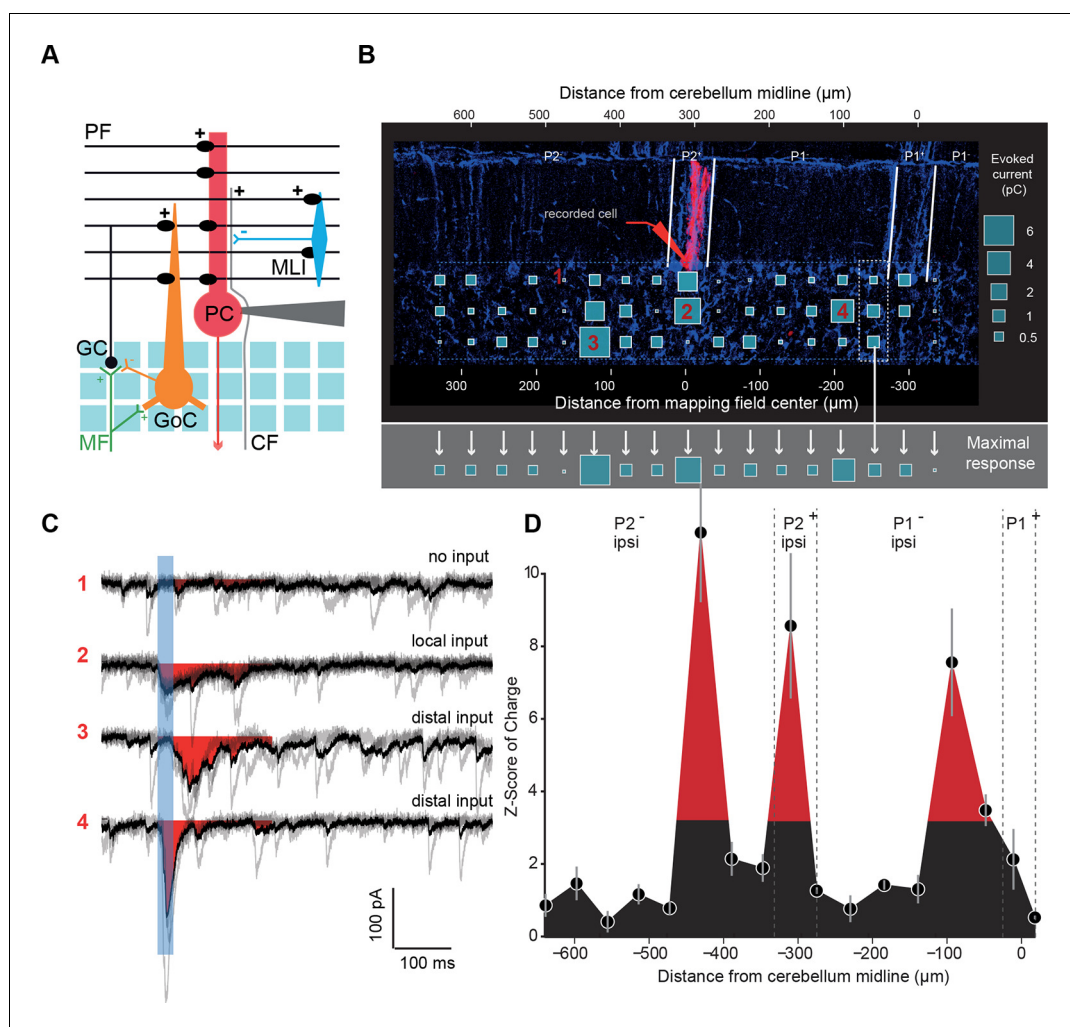 A
PF
+
+
+
+
-
MLI
PC
GC
-
+
+
GoC
MF
CF
B
Distance from cerebellum midline (µm)
600 500 400 300 200 100 -0
P2-
P2+
P1-
P1+
P1-
Evoked
current
(pC)
6
4
2
1
0.5
recorded cell
1
2
4
3
300 200 100 0 -100 -200 -300
Distance from mapping field center (µm)
Maximal
response
C
1
no input
2
local input
3
distal input
4
distal input
100 pA
100 ms
D
P2 -
ipsi
P2 +
ipsi
P1 -
ipsi
P1 +
10
8
6
4
2
0
Z-Score of Charge
−600 −500 −400 −300 −200 −100 0
Distance from cerebellum midline (µm)